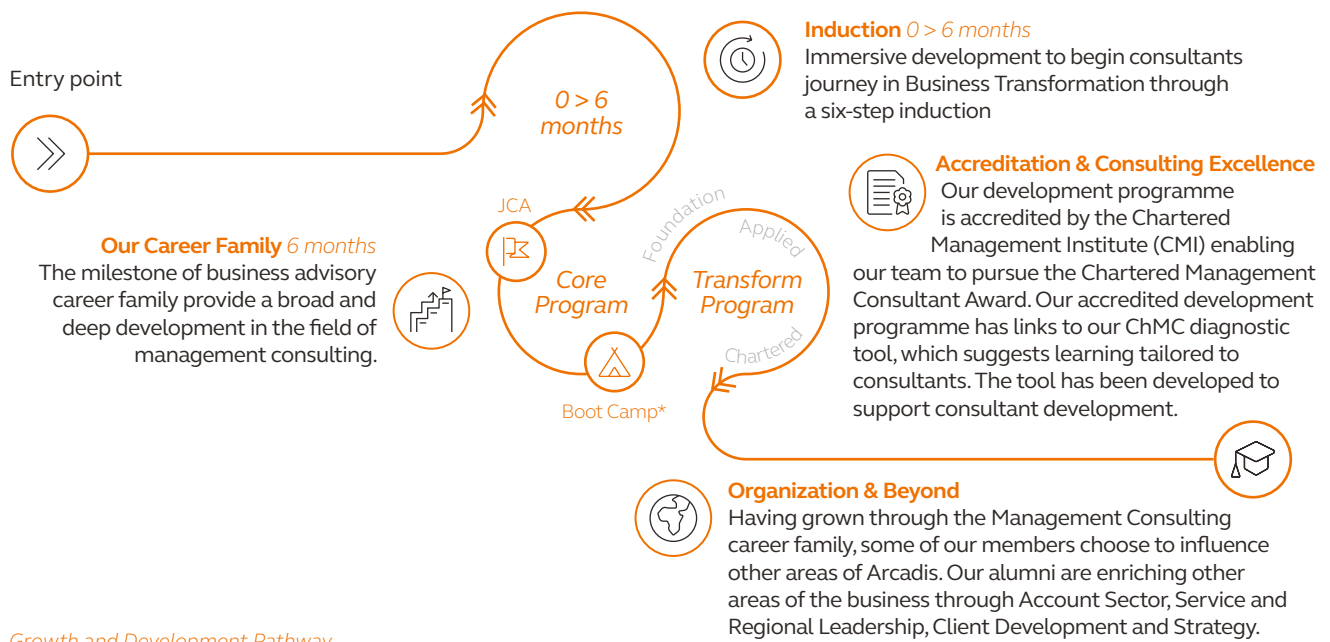 Entry point
0 > 6
months
Induction 0 > 6 months
Immersive development to begin consultants
journey in Business Transformation through
a six-step induction
Accreditation & Consulting Excellence
Our development programme
is accredited by the Chartered
Management Institute (CMI) enabling
our team to pursue the Chartered Management
Consultant Award. Our accredited development
programme has links to our ChMC diagnostic
tool, which suggests learning tailored to
consultants. The tool has been developed to
support consultant development.
Our Career Family 6 months
The milestone of business advisory
career family provide a broad and
deep development in the field of
management consulting.
JCA
Core
Program
Boot Camp*
Foundation
Applied
Transform
Program
Chartered
Organization & Beyond
Having grown through the Management Consulting
career family, some of our members choose to influence
other areas of Arcadis. Our alumni are enriching other
areas of the business through Account Sector, Service and
Regional Leadership, Client Development and Strategy.
Growth and Development Pathway